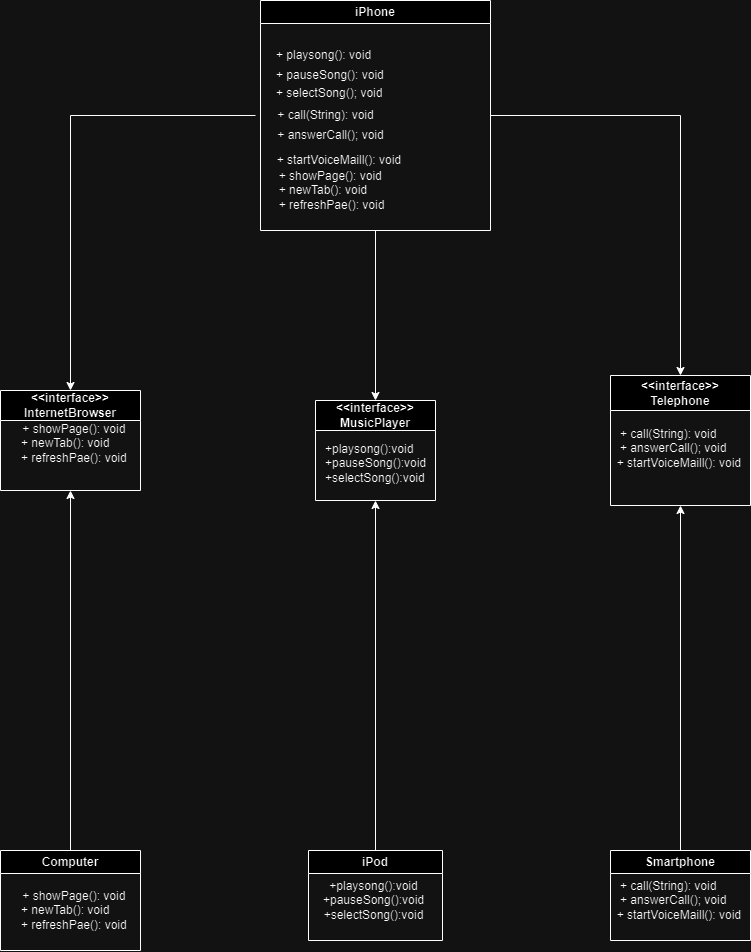 iPhone
+ playsong(): void
+ pauseSong(): void
+ selectSong(); void
+ call(String): void
+ answerCall(; void
+ startVoiceMaill(): void
+ showPage(): void
+ newTab(): void
+ refreshPae(): void
<<interface>>
InternetBrowser
+ showPage(): void
+ newTab(): void
+ refreshPae(): void
<<interface>>
MusicPlayer
+playsong():void
+pauseSong():void
+selectSong():void
<<interface>>
Telephone
+ call(String): void
+ answerCall(; void
+ startVoiceMaill(): void
Computer
+ showPage(): void
+ newTab(): void
+ refreshPae(): void
iPod
+playsong():void
+pauseSong():void
+selectSong():void
Smartphone
+ call(String): void
+ answerCall(; void
+ startVoiceMaill(): void